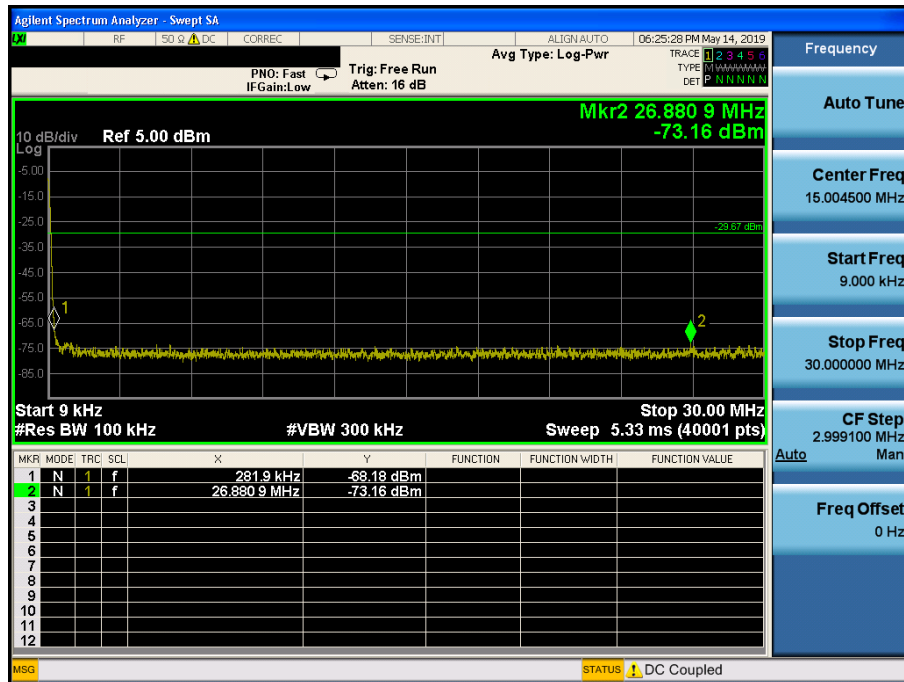 Agilent Spectrum Analyzer - Swept SA
LXI RF 50 Ω DC CORREC SENSE:INT ALIGN AUTO 06:25:28 PM May 14, 2019
Avg Type: Log-Pwr
TRACE 1 2 3 4 5 6
TYPE M WWWWW
DET P N N N N N
PNO: Fast Trig: Free Run
IFGain:Low Atten: 16 dB
Mkr2 26.880 9 MHz
-73.16 dBm
10 dB/div Ref 5.00 dBm
Log
-5.00
-15.0
-25.0
-29.67 dBm
-35.0
-45.0
-55.0
1
-65.0
2
-75.0
-85.0
Start 9 kHz Stop 30.00 MHz
#Res BW 100 kHz #VBW 300 kHz Sweep 5.33 ms (40001 pts)
MKR MODE TRC SCL X Y FUNCTION FUNCTION WIDTH FUNCTION VALUE
1 N 1 f 281.9 kHz -68.18 dBm
2 N 1 f 26.880 9 MHz -73.16 dBm
3
4
5
6
7
8
9
10
11
12
MSG STATUS DC Coupled
Frequency
Auto Tune
Center Freq
15.004500 MHz
Start Freq
9.000 kHz
Stop Freq
30.000000 MHz
CF Step
2.999100 MHz
Auto Man
Freq Offset
0 Hz